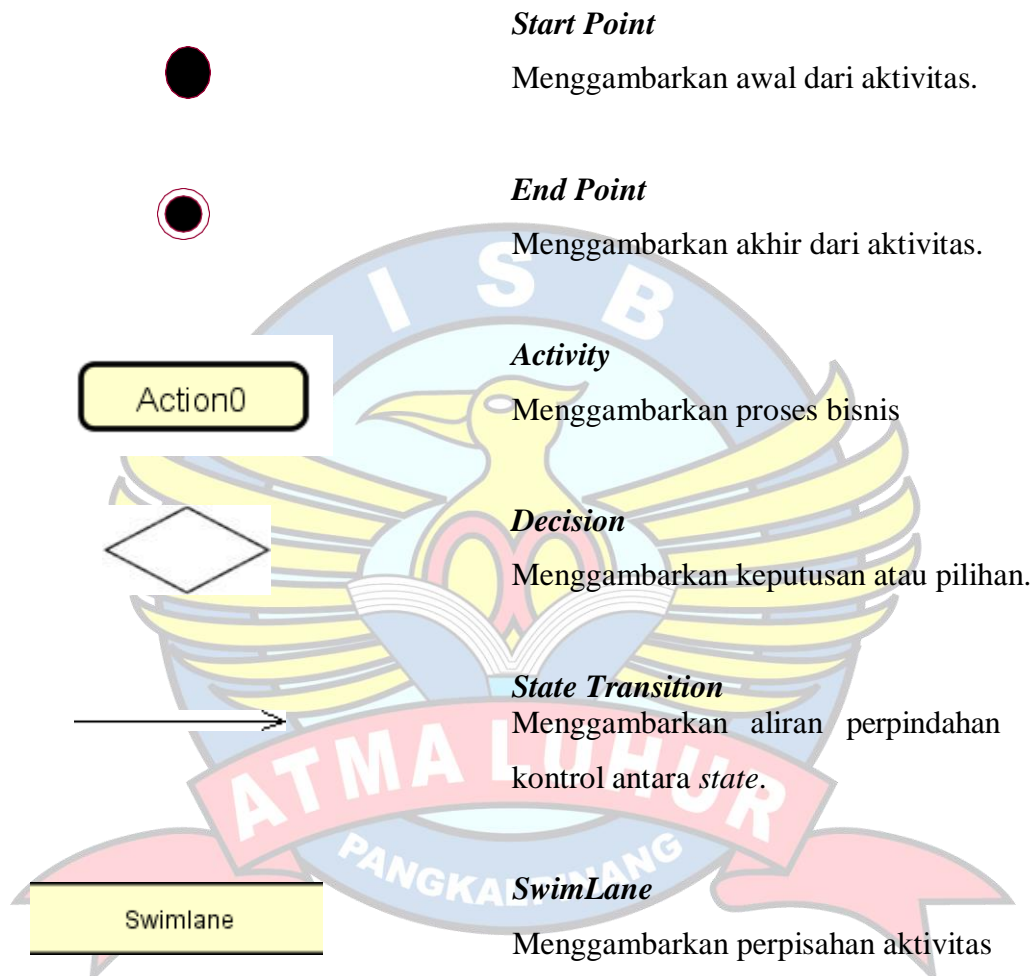 Start Point
Menggambarkan awal dari aktivitas.
End Point
Menggambarkan akhir dari aktivitas.
I S B
Action0
Activity
Menggambarkan proses bisnis
Decision
Menggambarkan keputusan atau pilihan.
State Transition
Menggambarkan aliran perpindahan
kontrol antara state.
ATMA LUHUR
PANGKALPINANG
Swimlane
SwimLane
Menggambarkan perpisahan aktivitas